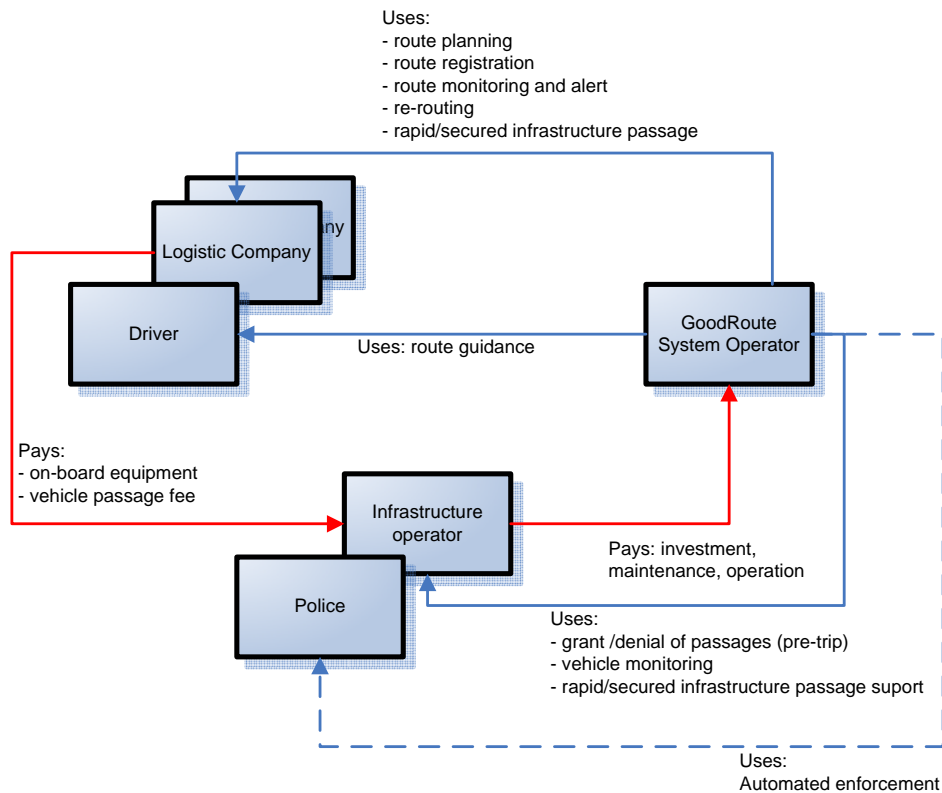 Uses:
- route planning
- route registration
- route monitoring and alert
- re-routing
- rapid/secured infrastructure passage
any
Logistic Company
Driver
GoodRoute
System Operator
Uses: route guidance
Pays:
- on-board equipment
- vehicle passage fee
Infrastructure
operator
Pays: investment,
maintenance, operation
Police
Uses:
- grant /denial of passages (pre-trip)
- vehicle monitoring
- rapid/secured infrastructure passage suport
Uses:
Automated enforcement